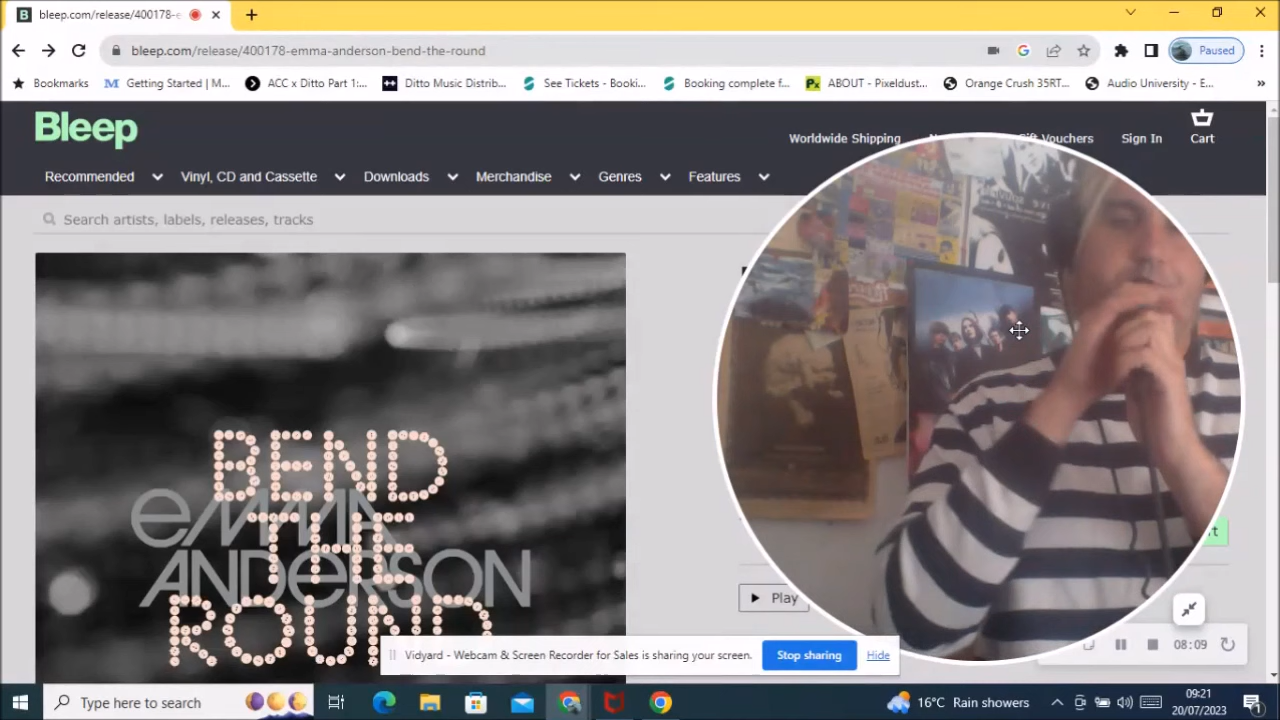 bleep.com/release/400178-e
bleep.com/release/400178-emma-anderson-bend-the-round
Paused
Bookmarks
Getting Started | M...
ACC x Ditto Part 1:...
Ditto Music Distrib...
See Tickets - Booki...
Booking complete f...
ABOUT - Pixeldust...
Orange Crush 35RT...
Audio University - E...
Bleep
Worldwide Shipping
Vouchers
Sign In
Cart
Recommended
Vinyl, CD and Cassette
Downloads
Merchandise
Genres
Features
Search artists, labels, releases, tracks
BEND
THE
ROUND
emma
ANDERSON
Play
Vidyard - Webcam & Screen Recorder for Sales is sharing your screen.
Stop sharing
Hide
08:09
Type here to search
16°C Rain showers
09:21
20/07/2023
1